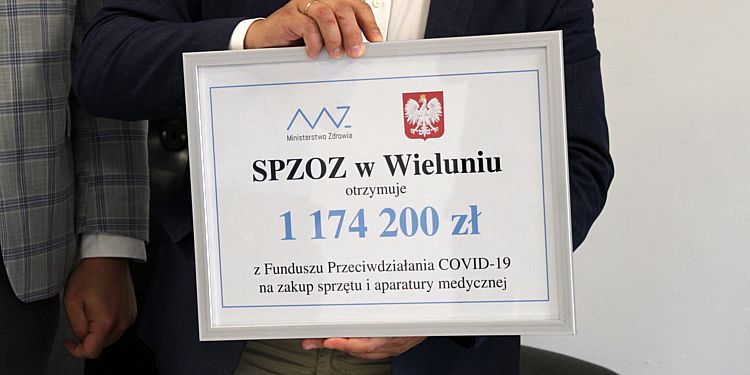 Ministerstwo Zdrowia
SPZOZ w Wieluniu
otrzymuje
1 174 200 zł
z Funduszu Przeciwdziałania COVID-19
na zakup sprzętu i aparatury medycznej